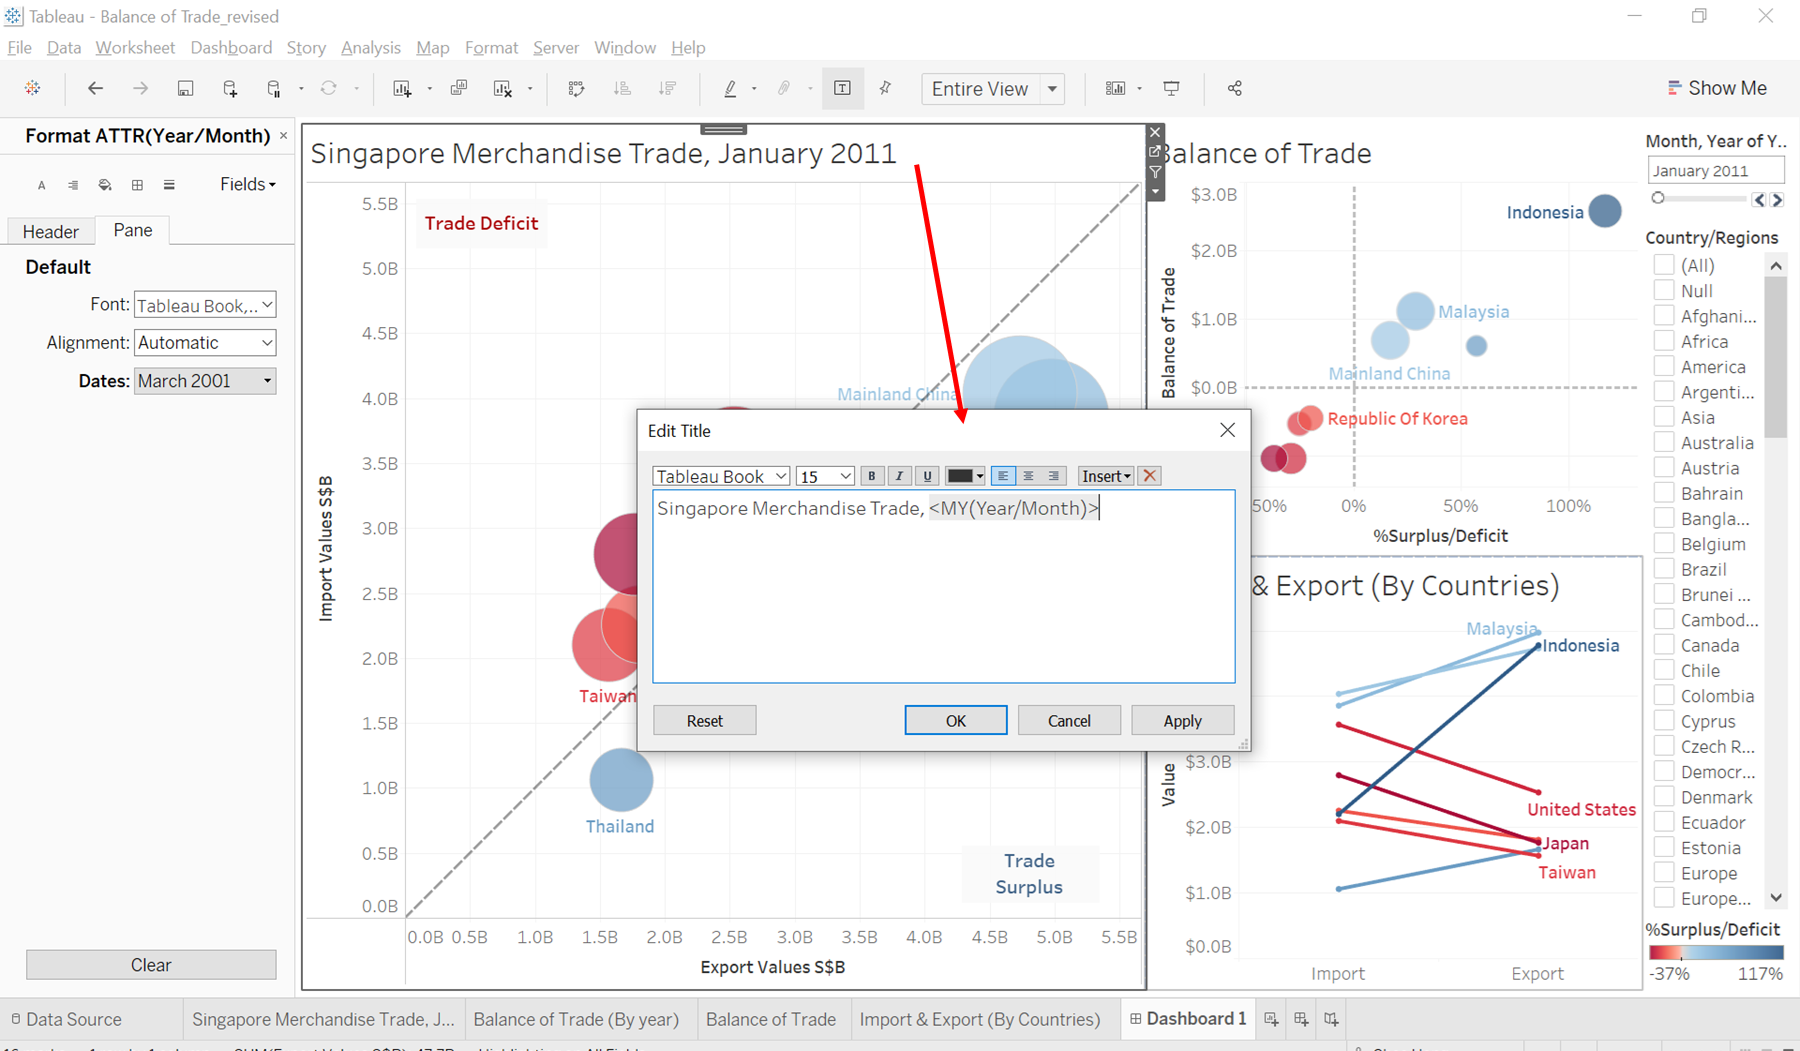 Tableau - Balance of Trade_revised
File Data Worksheet Dashboard Story Analysis Map Format Server Window Help
Entire View
Show Me
Format ATTR(Year/Month)
Fields
Header Pane
Default
Font: Tableau Book,..
Alignment: Automatic
Dates: March 2001
Clear
Singapore Merchandise Trade, January 2011
Import Values S$B
5.5B
5.0B
4.5B
4.0B
3.5B
3.0B
2.5B
2.0B
1.5B
1.0B
0.5B
0.0B
Trade Deficit
Mainland China
Taiwan
Thailand
Trade
Surplus
0.0B 0.5B 1.0B 1.5B 2.0B 2.5B 3.0B 3.5B 4.0B 4.5B 5.0B 5.5B
Export Values S$B
Edit Title
Tableau Book 15 B I U Insert
Singapore Merchandise Trade, <MY(Year/Month)>
Reset OK Cancel Apply
Balance of Trade
Balance of Trade
$3.0B
$2.0B
$1.0B
$0.0B
Indonesia
Malaysia
Mainland China
Republic Of Korea
50% 0% 50% 100%
%Surplus/Deficit
& Export (By Countries)
Value
$3.0B
$2.0B
$1.0B
$0.0B
Malaysia
Indonesia
United States
Japan
Taiwan
Import Export
Month, Year of Y..
January 2011
Country/Regions
(All)
Null
Afghani...
Africa
America
Argenti...
Asia
Australia
Austria
Bahrain
Bangla...
Belgium
Brazil
Brunei ...
Cambod...
Canada
Chile
Colombia
Cyprus
Czech R...
Democr...
Denmark
Ecuador
Estonia
Europe
Europe...
%Surplus/Deficit
-37% 117%
Data Source Singapore Merchandise Trade, J... Balance of Trade (By year) Balance of Trade Import & Export (By Countries) Dashboard 1